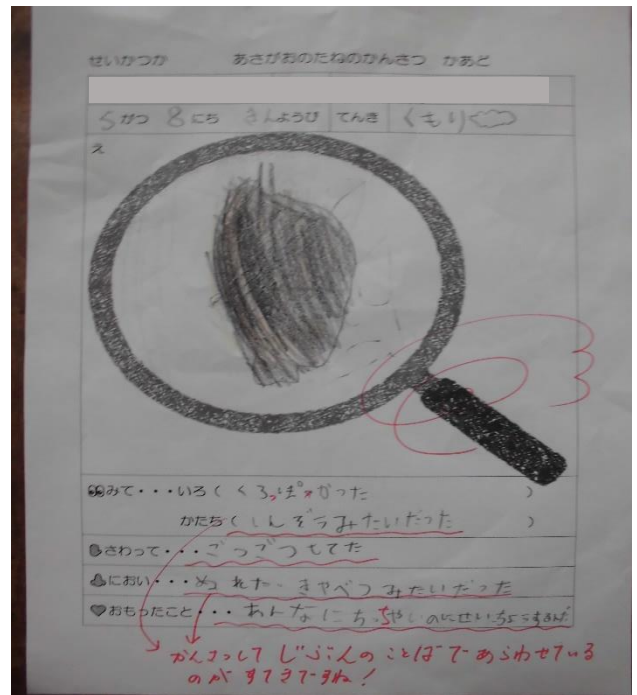 せいかつか あさがおのたねのかんさつ かあど
5がつ 8にち きんようび てんき くもり
え
みて・・・いろ( くろっぽかった )
かたち( しんぞうみたいだった )
さわって・・・ごつごつしてた
におい・・・ぬれた きゃべつみたいだった
おもったこと・・・あんなにちっちゃいのにせいちょうするんだ
かんさつして じぶんのことばであらわせている
のが すてきですね!